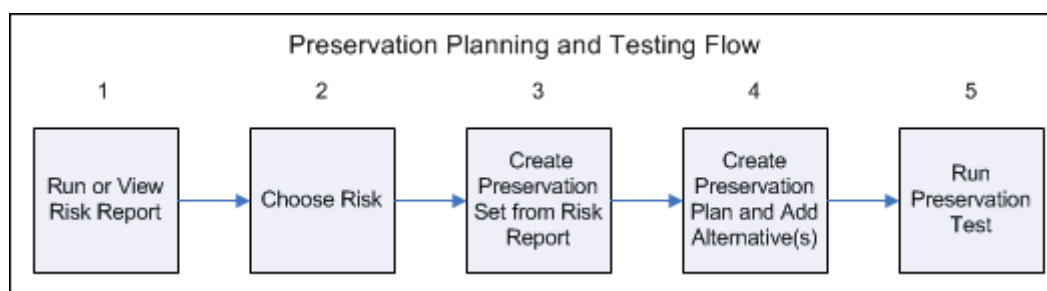 Preservation Planning and Testing Flow
1
2
3
4
5
Run or View
Risk Report
Choose Risk
Create
Preservation
Set from Risk
Report
Create
Preservation
Plan and Add
Alternative(s)
Run
Preservation
Test